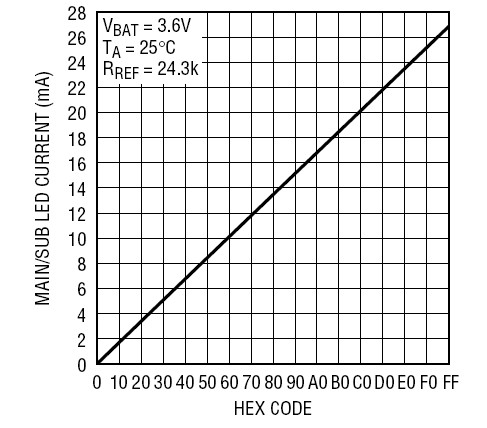 28
26
24
22
20
18
16
14
12
10
8
6
4
2
0
MAIN/SUB LED CURRENT (mA)
VBAT = 3.6V
TA = 25°C
RREF = 24.3k
0 10 20 30 40 50 60 70 80 90 A0 B0 C0 D0 E0 F0 FF
HEX CODE